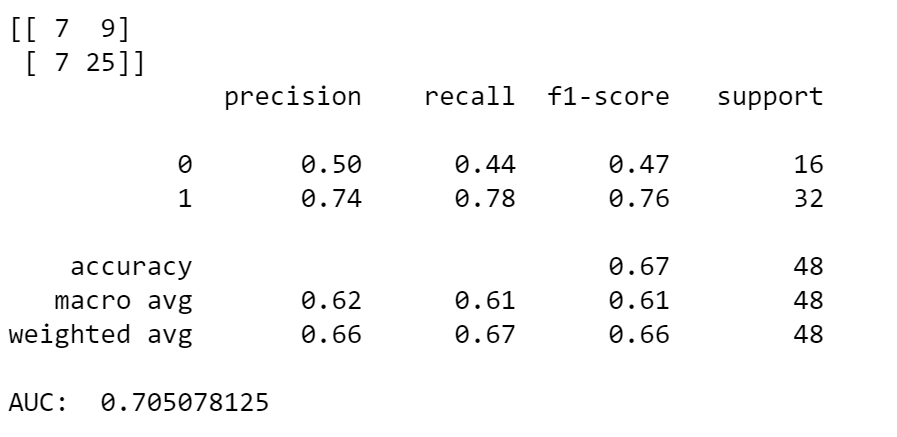 [[ 7  9]
 [ 7 25]]
              precision    recall  f1-score   support

           0       0.50      0.44      0.47        16
           1       0.74      0.78      0.76        32

    accuracy                           0.67        48
   macro avg       0.62      0.61      0.61        48
weighted avg       0.66      0.67      0.66        48

AUC:  0.705078125